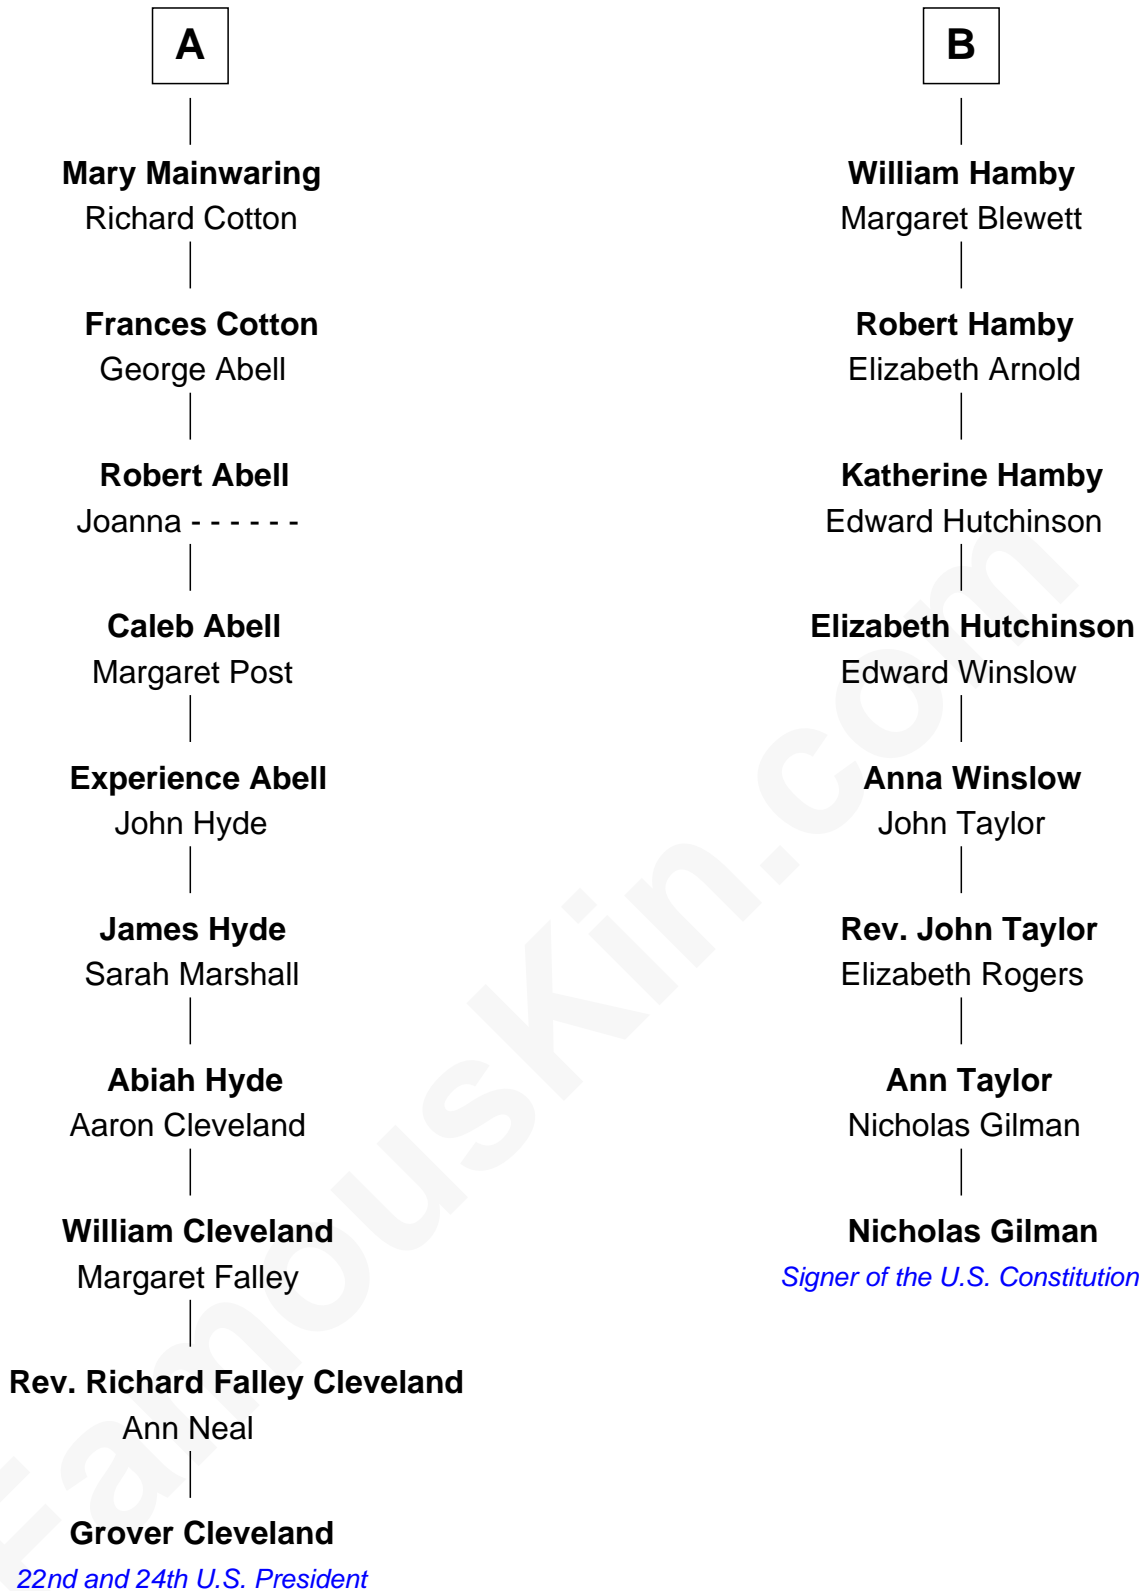 A
Mary Mainwaring
Richard Cotton
Frances Cotton
George Abell
Robert Abell
Joanna - - - - - -
Caleb Abell
Margaret Post
Experience Abell
John Hyde
James Hyde
Sarah Marshall
Abiah Hyde
Aaron Cleveland
William Cleveland
Margaret Falley
Rev. Richard Falley Cleveland
Ann Neal
Grover Cleveland
22nd and 24th U.S. President
B
William Hamby
Margaret Blewett
Robert Hamby
Elizabeth Arnold
Katherine Hamby
Edward Hutchinson
Elizabeth Hutchinson
Edward Winslow
Anna Winslow
John Taylor
Rev. John Taylor
Elizabeth Rogers
Ann Taylor
Nicholas Gilman
Nicholas Gilman
Signer of the U.S. Constitution
FamousKin.com